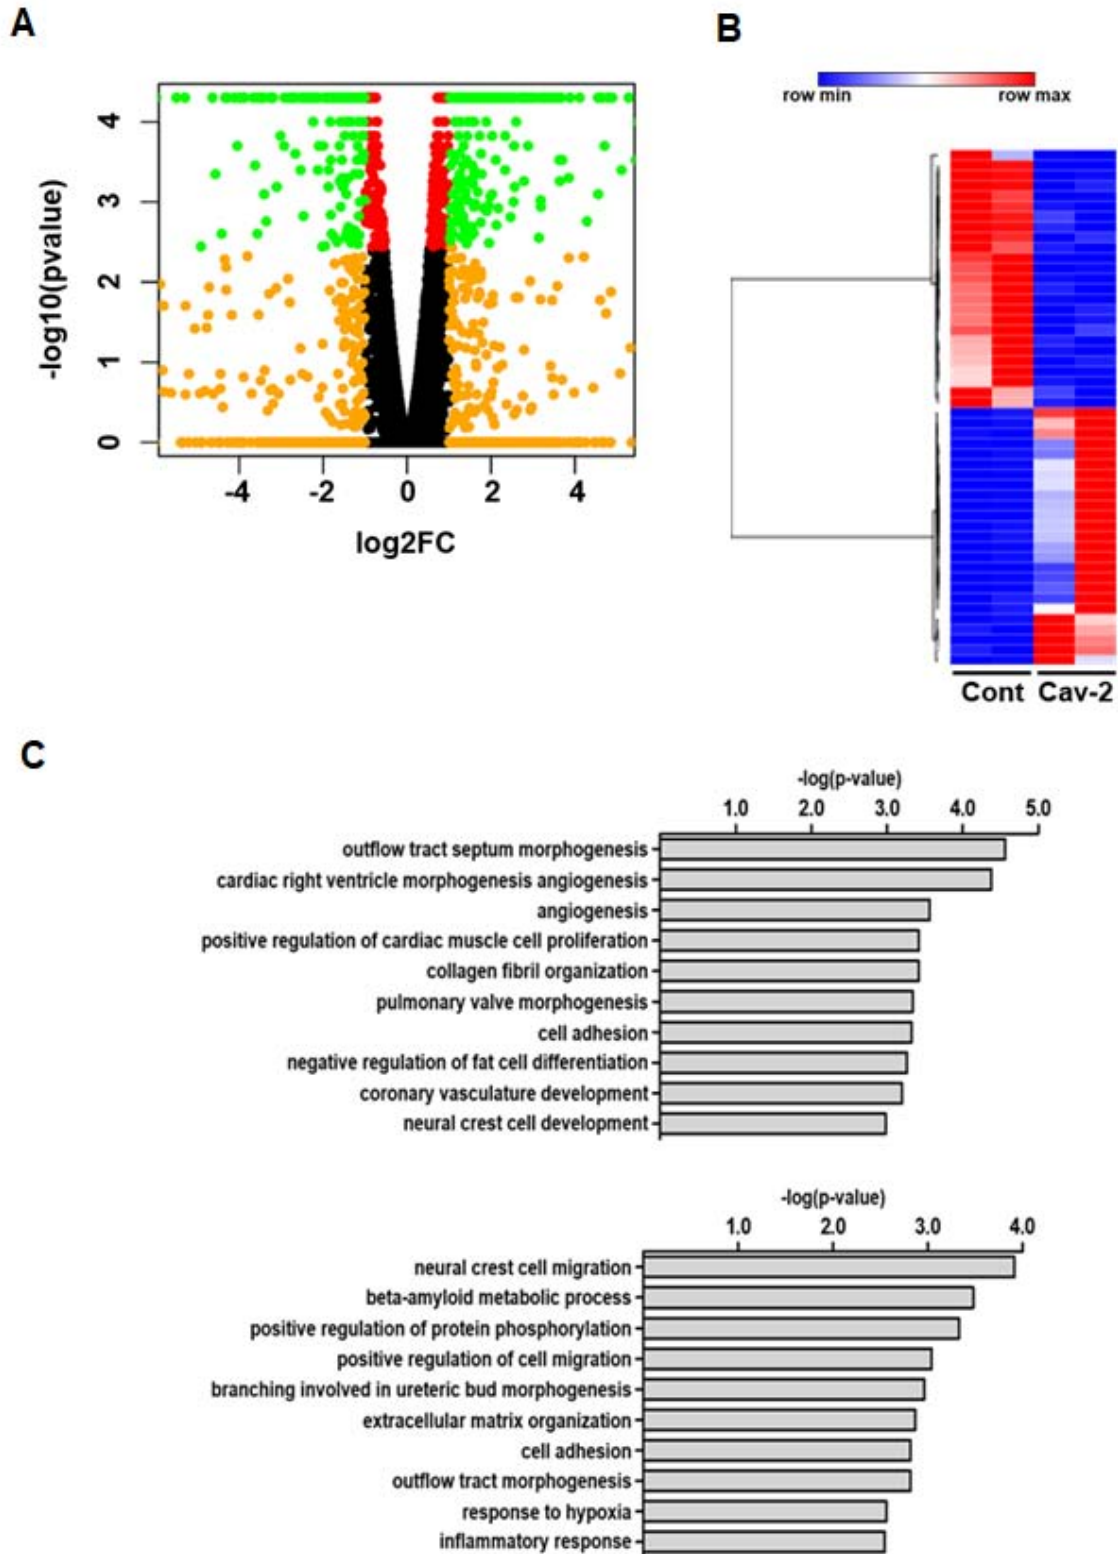 A
B
row min row max
-log10(pvalue)
4
3
2
1
0
-4 -2 0 2 4
log2FC
Cont Cav-2
C
-log(p-value)
1.0 2.0 3.0 4.0 5.0
outflow tract septum morphogenesis
cardiac right ventricle morphogenesis angiogenesis
angiogenesis
positive regulation of cardiac muscle cell proliferation
collagen fibril organization
pulmonary valve morphogenesis
cell adhesion
negative regulation of fat cell differentiation
coronary vasculature development
neural crest cell development
-log(p-value)
1.0 2.0 3.0 4.0
neural crest cell migration
beta-amyloid metabolic process
positive regulation of protein phosphorylation
positive regulation of cell migration
branching involved in ureteric bud morphogenesis
extracellular matrix organization
cell adhesion
outflow tract morphogenesis
response to hypoxia
inflammatory response